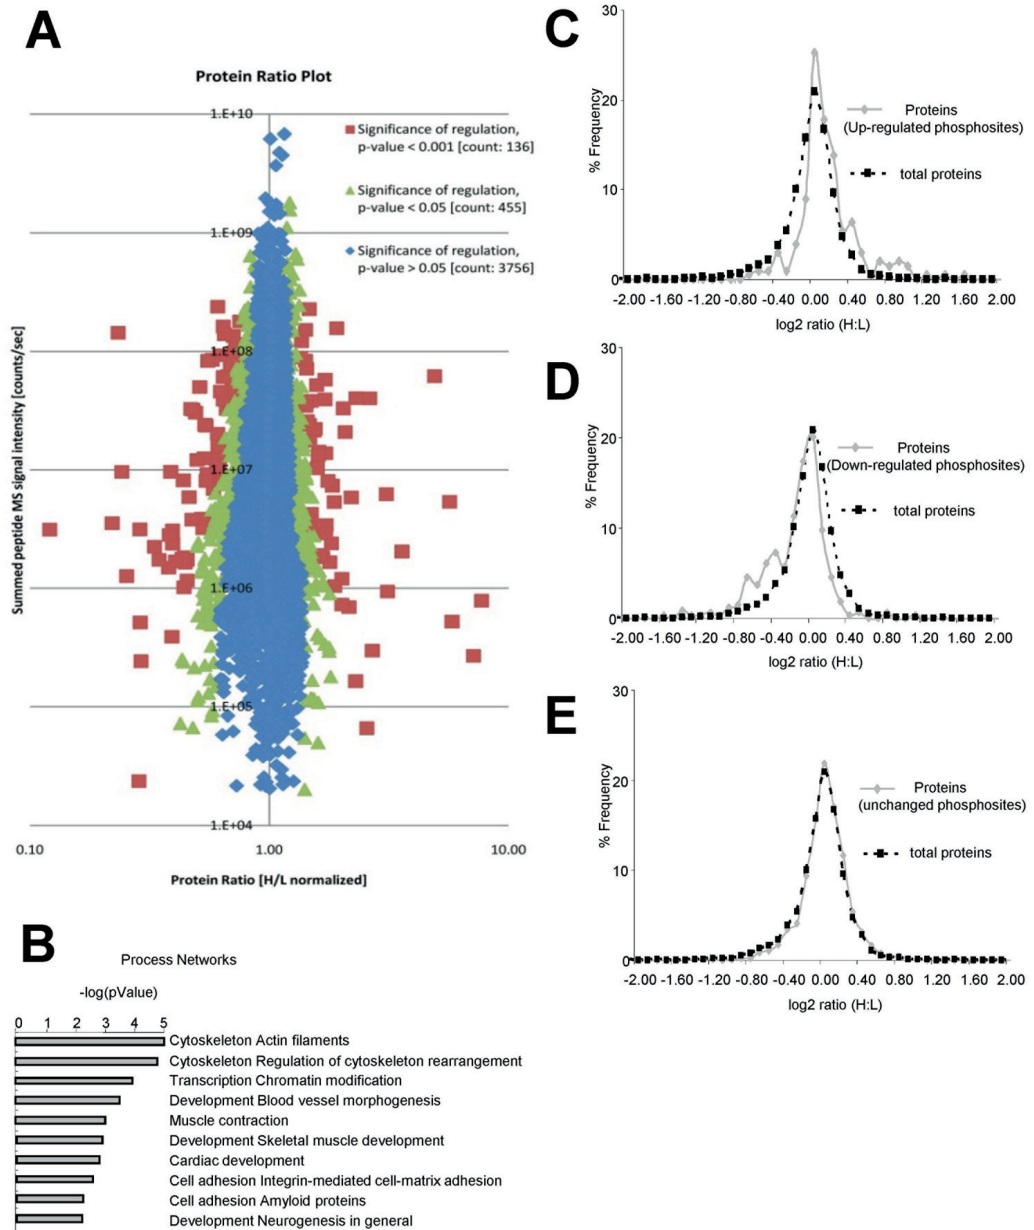 A
Protein Ratio Plot
1.E+10
Significance of regulation,
p-value < 0.001 [count: 136]
Significance of regulation,
p-value < 0.05 [count: 455]
1.E+09
Significance of regulation,
p-value > 0.05 [count: 3756]
1.E+08
1.E+07
1.E+06
1.E+05
1.E+04
Summed peptide MS signal intensity [counts/sec]
0.10 1.00 10.00
Protein Ratio [H/L normalized]
B
Process Networks
-log(pValue)
0 1 2 3 4 5
Cytoskeleton Actin filaments
Cytoskeleton Regulation of cytoskeleton rearrangement
Transcription Chromatin modification
Development Blood vessel morphogenesis
Muscle contraction
Development Skeletal muscle development
Cardiac development
Cell adhesion Integrin-mediated cell-matrix adhesion
Cell adhesion Amyloid proteins
Development Neurogenesis in general
C
30
20
10
0
% Frequency
Proteins
(Up-regulated phosphosites)
total proteins
-2.00 -1.60 -1.20 -0.80 -0.40 0.00 0.40 0.80 1.20 1.60 2.00
log2 ratio (H:L)
D
30
20
10
0
% Frequency
Proteins
(Down-regulated phosphosites)
total proteins
-2.00 -1.60 -1.20 -0.80 -0.40 0.00 0.40 0.80 1.20 1.60 2.00
log2 ratio (H:L)
E
30
20
10
0
% Frequency
Proteins
(unchanged phosphosites)
total proteins
-2.00 -1.60 -1.20 -0.80 -0.40 0.00 0.40 0.80 1.20 1.60 2.00
log2 ratio (H:L)